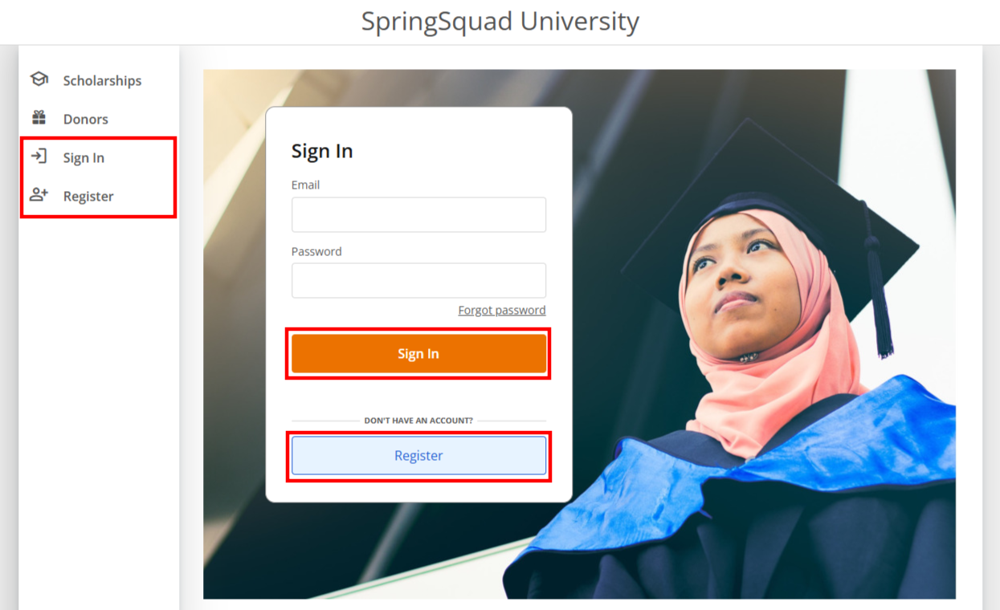 SpringSquad University
Scholarships
Donors
Sign In
Register
Sign In
Email
Password
Forgot password
Sign In
DON'T HAVE AN ACCOUNT?
Register